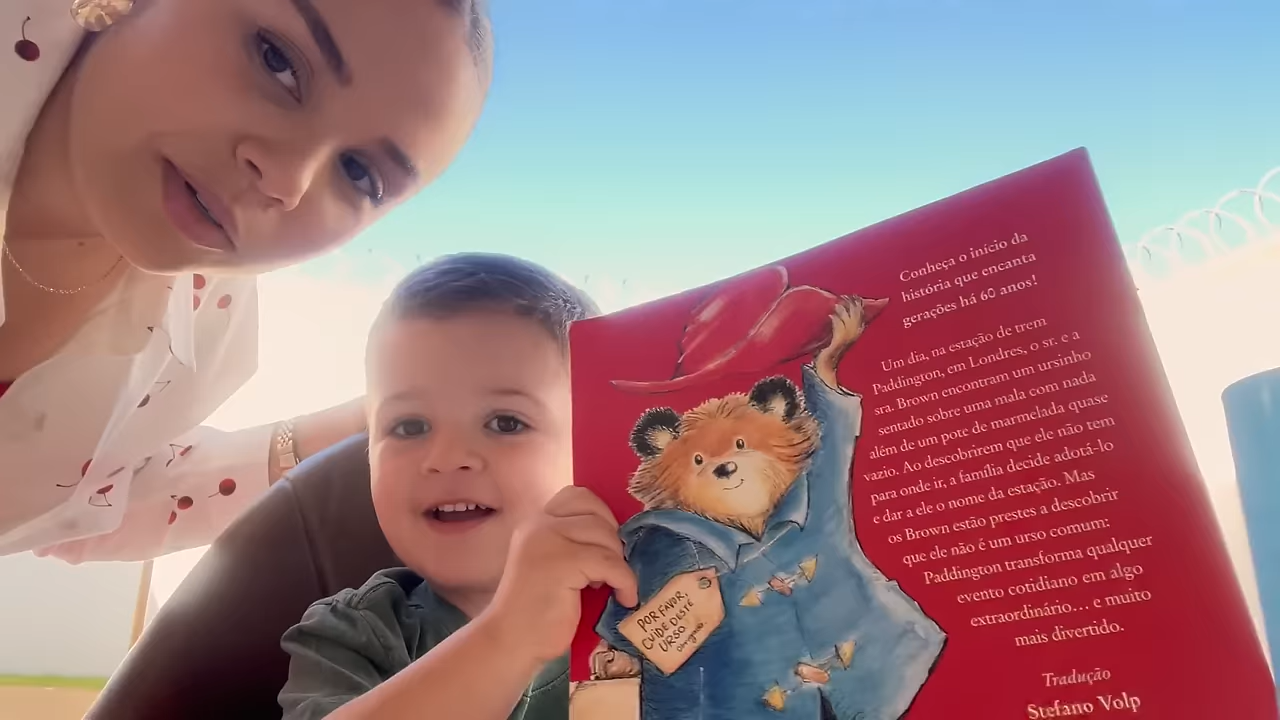 Conheça o início da
história que encanta
gerações há 60 anos!
Um dia, na estação de trem
Paddington, em Londres, o sr. e a
sra. Brown encontram um ursinho
sentado sobre uma mala com nada
além de um pote de marmelada quase
vazio. Ao descobrirem que ele não tem
para onde ir, a família decide adotá-lo
e dar a ele o nome da estação. Mas
os Brown estão prestes a descobrir
que ele não é um urso comum:
Paddington transforma qualquer
evento cotidiano em algo
extraordinário... e muito
mais divertido.
Tradução
Stefano Volp
POR FAVOR,
CUIDE DESTE
URSO
Obrigado.